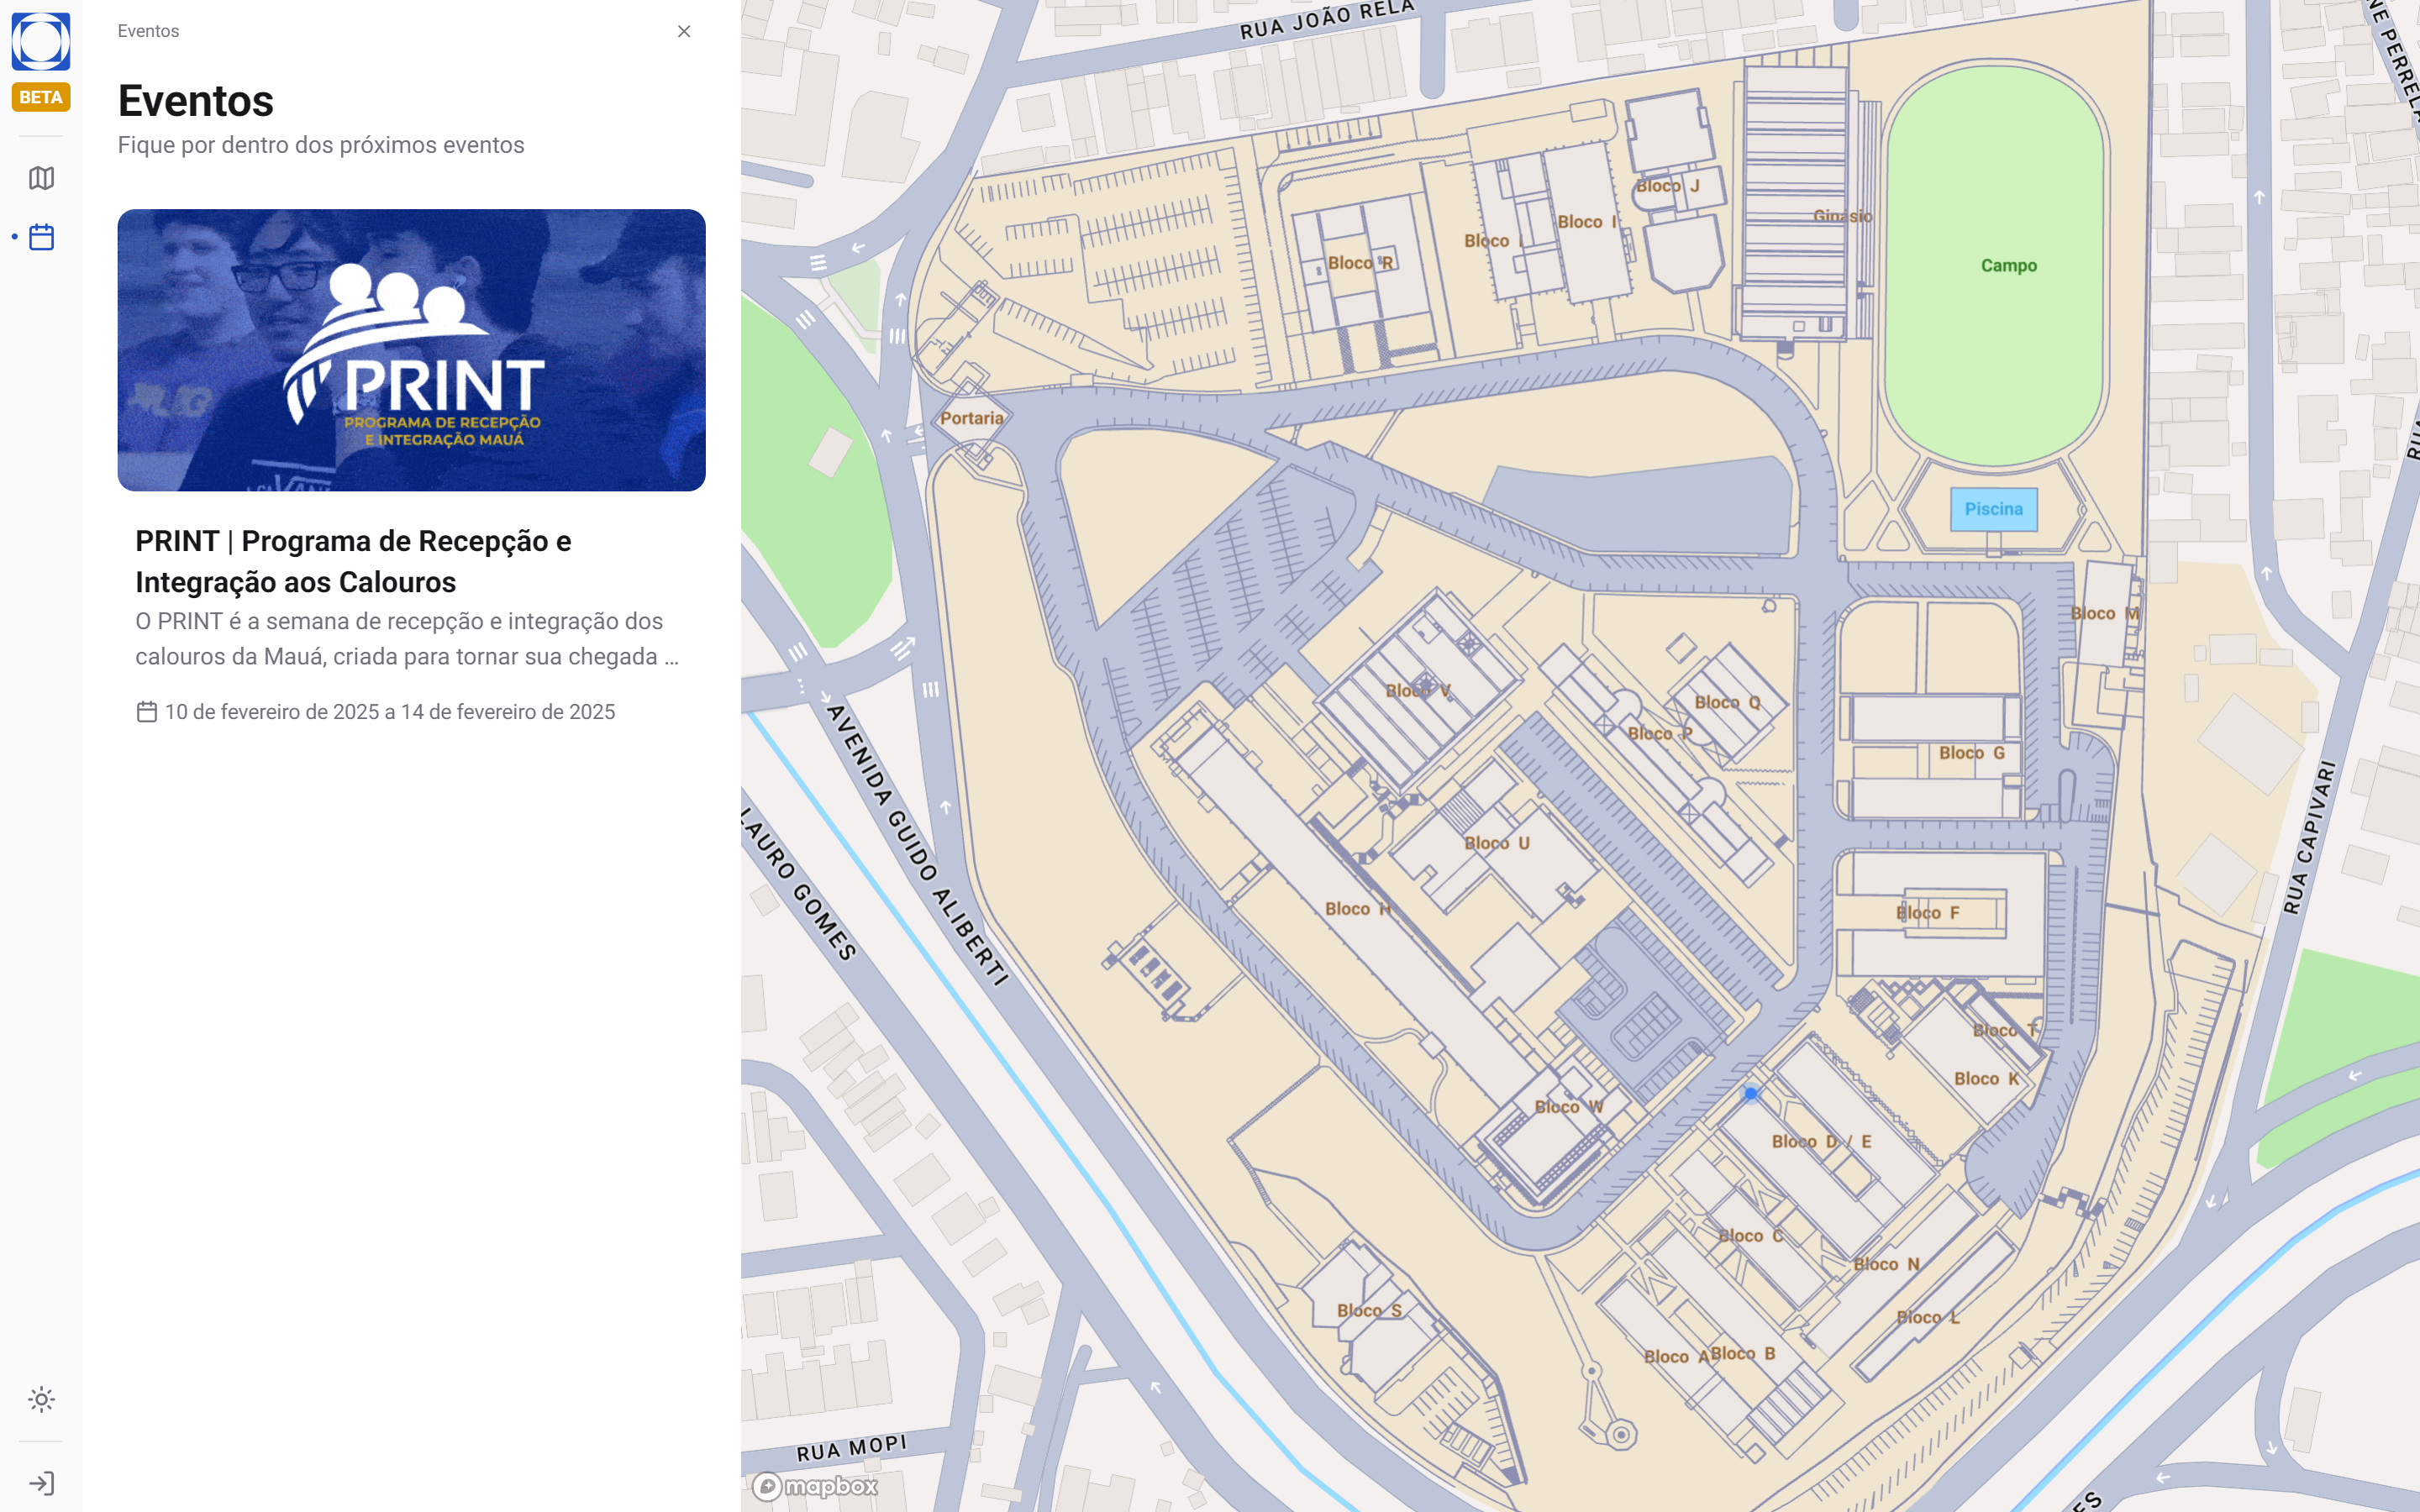 BETA
Eventos
Eventos
Fique por dentro dos próximos eventos
PRINT
PROGRAMA DE RECEPÇÃO
E INTEGRAÇÃO MAUÁ
PRINT | Programa de Recepção e
Integração aos Calouros
O PRINT é a semana de recepção e integração dos
calouros da Mauá, criada para tornar sua chegada ...
10 de fevereiro de 2025 a 14 de fevereiro de 2025
RUA JOÃO RELA
Bloco J
Ginásio
Bloco I
Bloco
Bloco R
Campo
Portaria
Piscina
Bloco M
Bloco V
Bloco Q
Bloco P
Bloco G
AVENIDA GUIDO ALIBERTI
LAURO GOMES
RUA CAPIVARI
Bloco U
Bloco H
Bloco F
Bloco T
Bloco K
Bloco W
Bloco D / E
Bloco C
Bloco N
Bloco S
Bloco L
Bloco A
Bloco B
RUA MOPI
mapbox